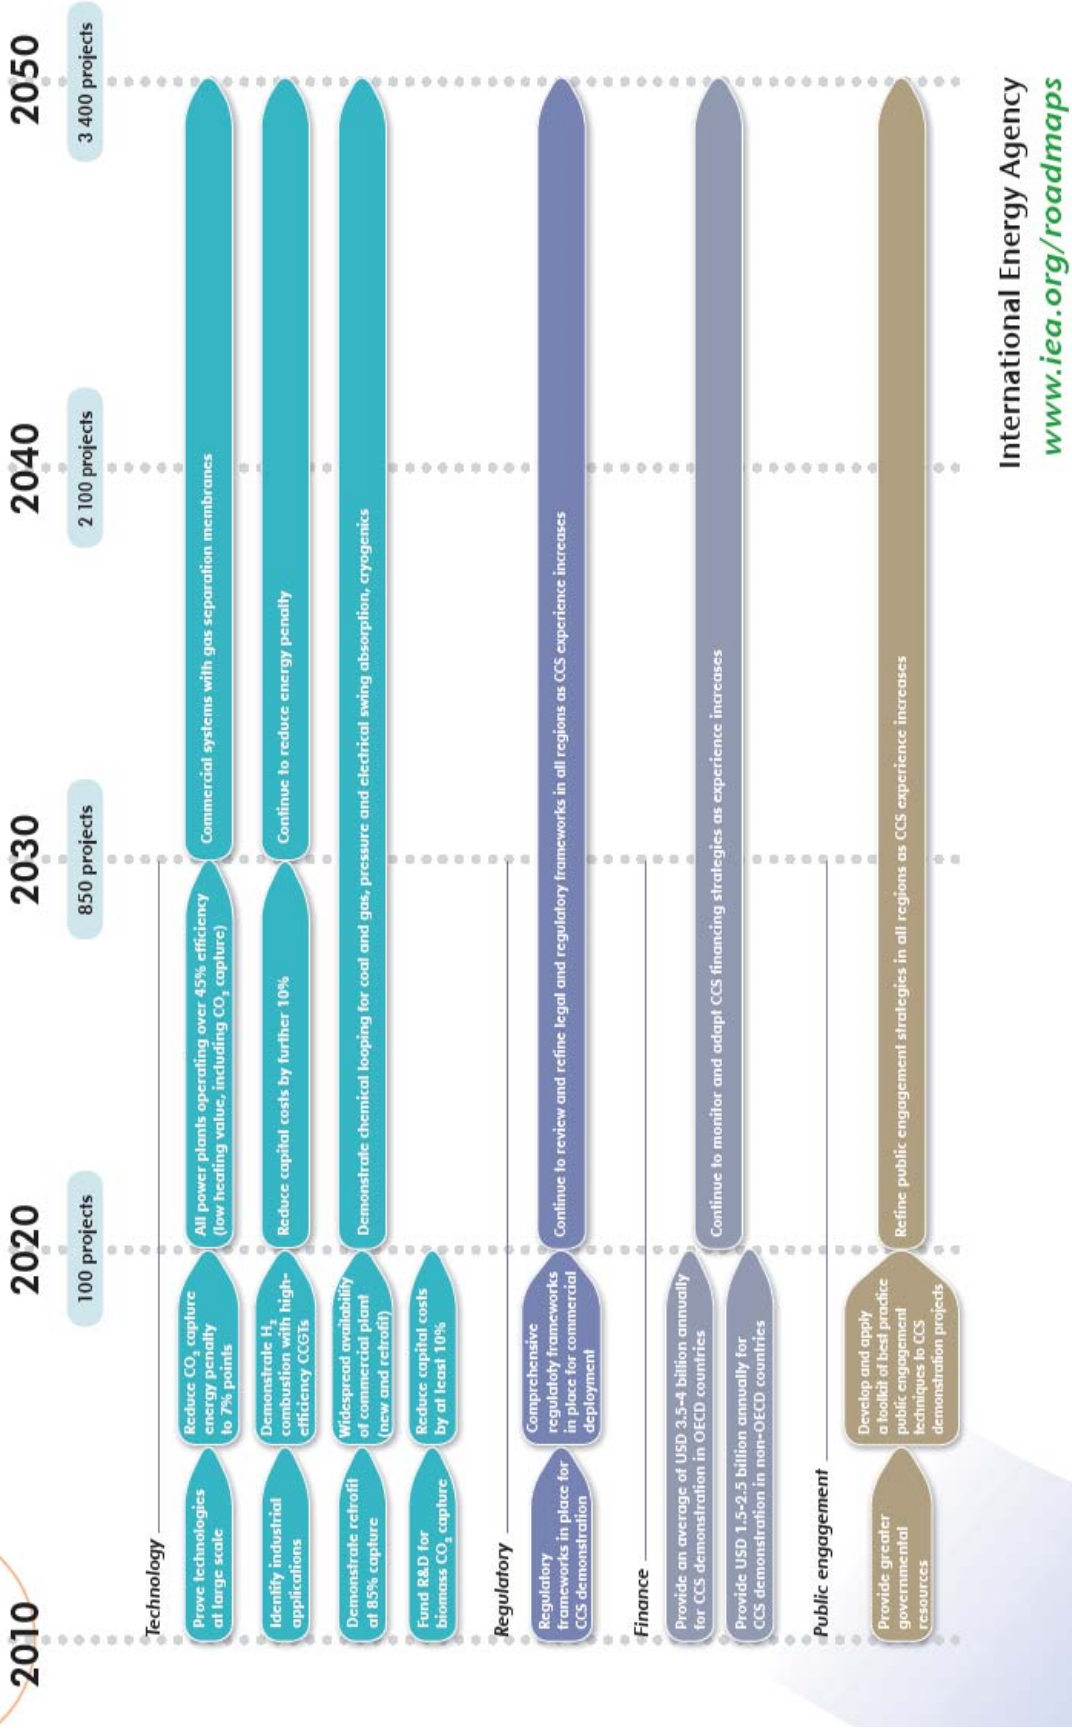 2010
2020
2030
2040
2050
100 projects
850 projects
2 100 projects
3 400 projects
Technology
Prove technologies
at large scale
Reduce CO₂ capture
energy penalty
to 7% points
All power plants operating over 45% efficiency
(low heating value, including CO₂ capture)
Commercial systems with gas separation membranes
Identify industrial
applications
Demonstrate H₂
combustion with high-
efficiency CCGTs
Reduce capital costs by further 10%
Continue to reduce energy penalty
Demonstrate retrofit
at 85% capture
Widespread availability
of commercial plant
(new and retrofit)
Demonstrate chemical looping for coal and gas, pressure and electrical swing absorption, cryogenics
Fund R&D for
biomass CO₂ capture
Reduce capital costs
by at least 10%
Regulatory
Regulatory
frameworks in place for
CCS demonstration
Comprehensive
regulatoty frameworks
in place for commercial
deployment
Continue to review and refine legal and regulatory frameworks in all regions as CCS experience increases
Finance
Provide an average of USD 3.5-4 billion annually
for CCS demonstration in OECD countries
Provide USD 1.5-2.5 billion annually for
CCS demonstration in non-OECD countries
Continue to monitor and adapt CCS financing strategies as experience increases
Public engagement
Provide greater
governmental
resources
Develop and apply
a toolkit of best practice
public engagement
techniques to CCS
demonstration projects
Refine public engagement strategies in all regions as CCS experience increases
International Energy Agency
www.iea.org/roadmaps